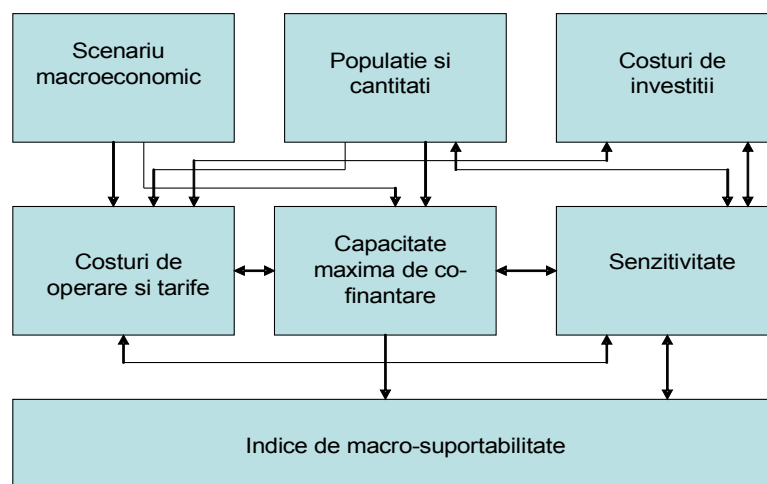 Scenariu
macroeconomic
Populatie si
cantitati
Costuri de
investitii
Costuri de
operare si tarife
Capacitate
maxima de co-
finantare
Senzitivitate
Indice de macro-suportabilitate